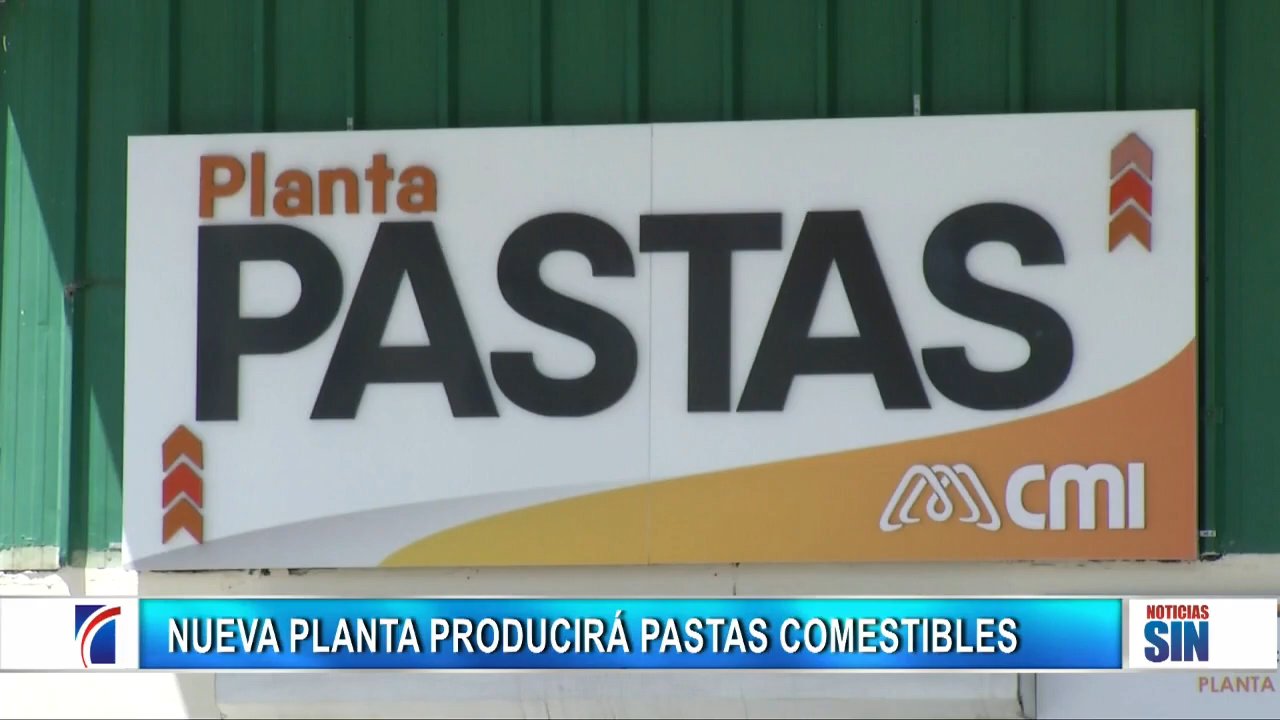 Planta
PASTAS
CMI
NUEVA PLANTA PRODUCIRÁ PASTAS COMESTIBLES
NOTICIAS
SIN
PLANTA